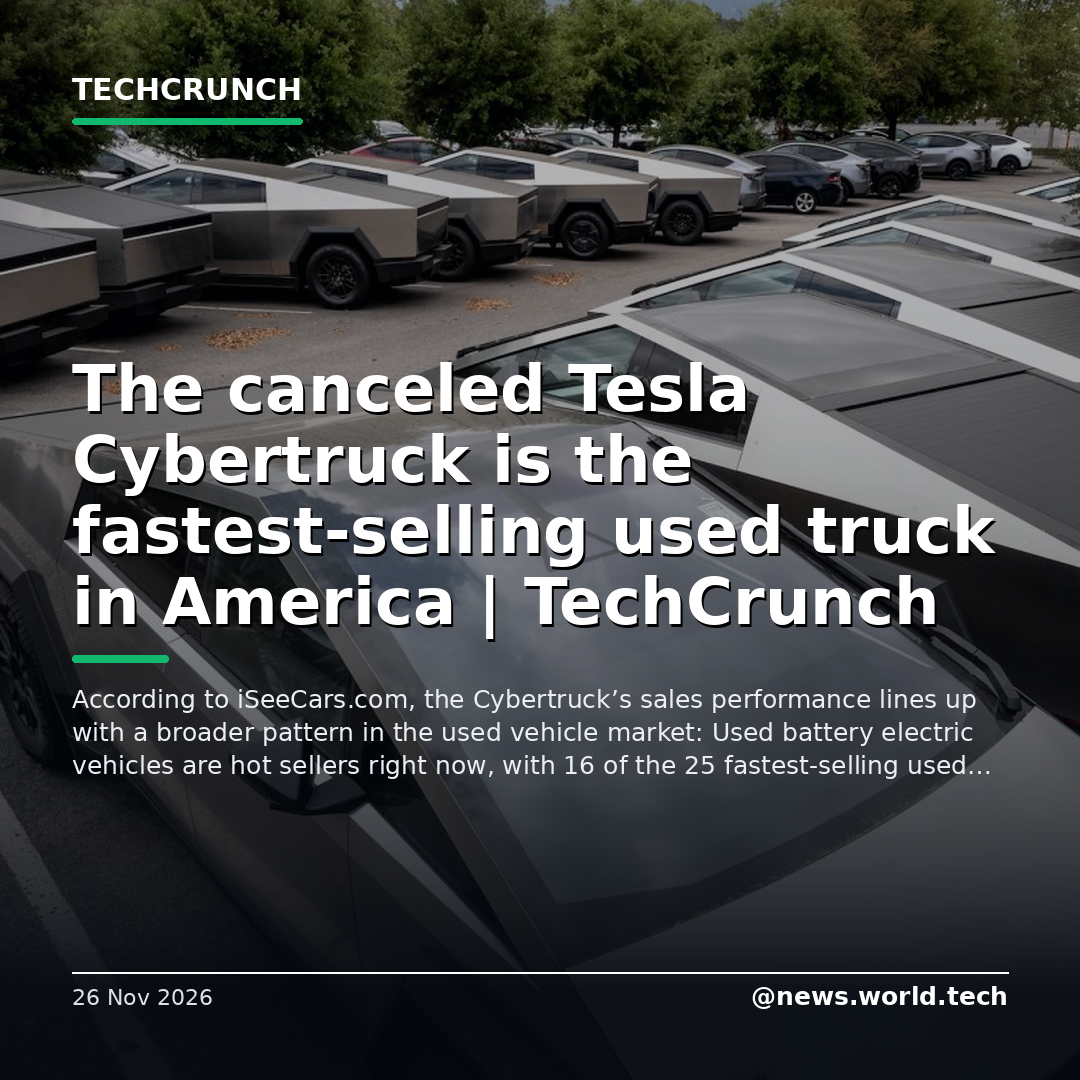 TECHCRUNCH
The canceled Tesla
Cybertruck is the
fastest-selling used truck
in America | TechCrunch
According to iSeeCars.com, the Cybertruck’s sales performance lines up
with a broader pattern in the used vehicle market: Used battery electric
vehicles are hot sellers right now, with 16 of the 25 fastest-selling used…
26 Nov 2026
@news.world.tech